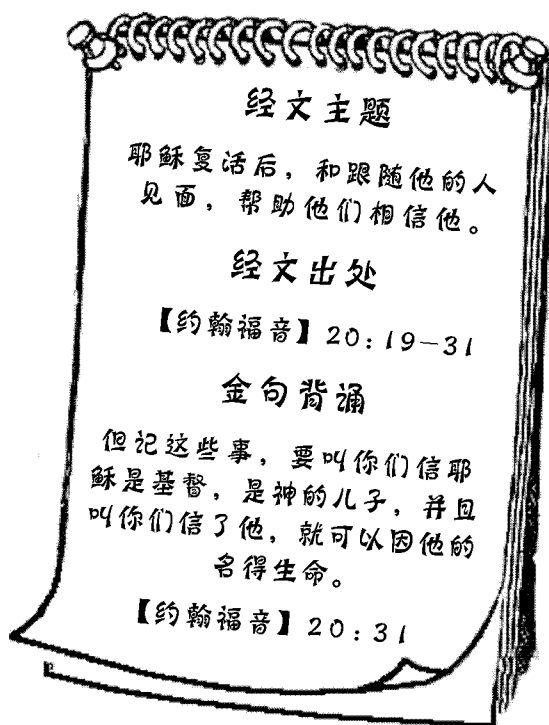 经文主题
耶稣复活后，和跟随他的人
见面，帮助他们相信他。
经文出处
【约翰福音】20：19－31
金句背诵
但记这些事，要叫你们信耶
稣是基督，是神的儿子，并且
叫你们信了他，就可以因他的
名得生命。
【约翰福音】20：31